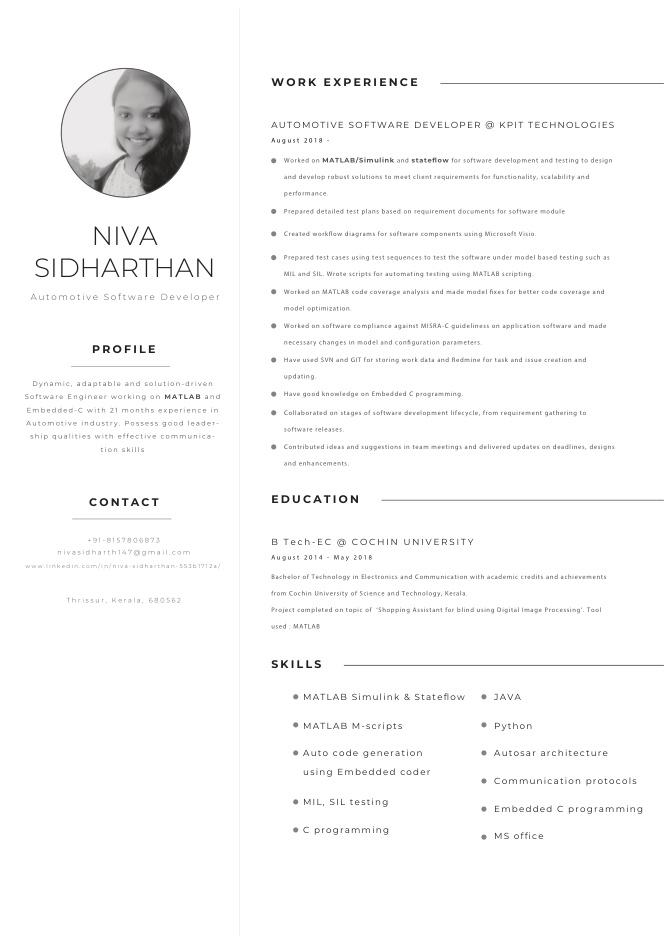 NIVA
SIDHARTHAN
Automotive Software Developer
PROFILE
Dynamic, adaptable and solution-driven
Software Engineer working on MATLAB and
Embedded-C with 21 months experience in
Automotive industry. Possess good leader-
ship qualities with effective communica-
tion skills
CONTACT
+91-8157806873
nivasidharth147@gmail.com
www.linkedin.com/in/niva-sidharthan-553b1712a/
Thrissur, Kerala, 680562
WORK EXPERIENCE
AUTOMOTIVE SOFTWARE DEVELOPER @ KPIT TECHNOLOGIES
August 2018 -
Worked on MATLAB/Simulink and stateflow for software development and testing to design
and develop robust solutions to meet client requirements for functionality, scalability and
performance.
Prepared detailed test plans based on requirement documents for software module
Created workflow diagrams for software components using Microsoft Visio.
Prepared test cases using test sequences to test the software under model based testing such as
MIL and SIL. Wrote scripts for automating testing using MATLAB scripting.
Worked on MATLAB code coverage analysis and made model fixes for better code coverage and
model optimization.
Worked on software compliance against MISRA-C guideliness on application software and made
necessary changes in model and configuration parameters.
Have used SVN and GIT for storing work data and Redmine for task and issue creation and
updating.
Have good knowledge on Embedded C programming.
Collaborated on stages of software development lifecycle, from requirement gathering to
software releases.
Contributed ideas and suggestions in team meetings and delivered updates on deadlines, designs
and enhancements.
EDUCATION
B Tech-EC @ COCHIN UNIVERSITY
August 2014 - May 2018
Bachelor of Technology in Electronics and Communication with academic credits and achievements
from Cochin University of Science and Technology, Kerala.
Project completed on topic of 'Shopping Assistant for blind using Digital Image Processing'. Tool
used : MATLAB
SKILLS
MATLAB Simulink & Stateflow
MATLAB M-scripts
Auto code generation
using Embedded coder
MIL, SIL testing
C programming
JAVA
Python
Autosar architecture
Communication protocols
Embedded C programming
MS office